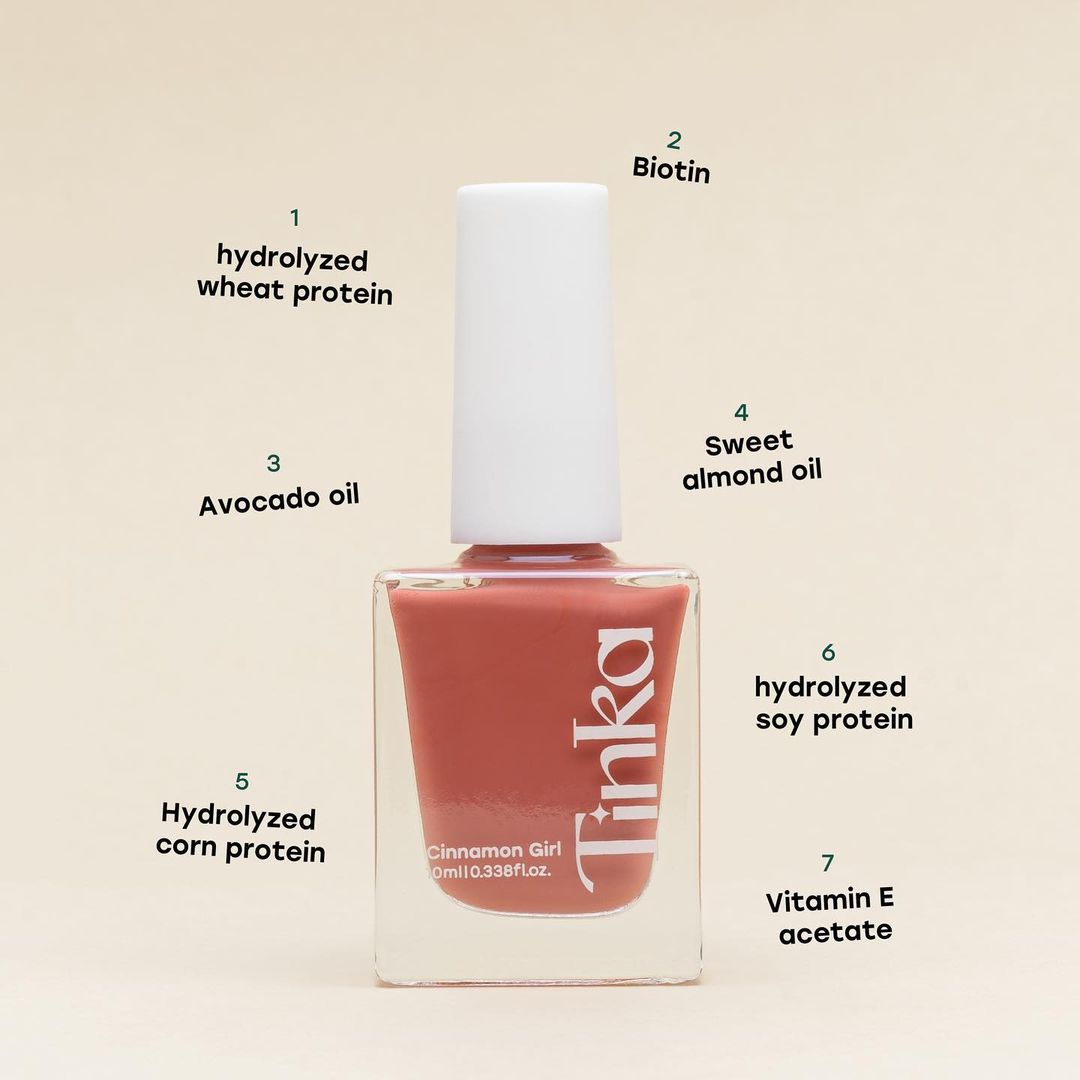 2
Biotin
1
hydrolyzed
wheat protein
4
Sweet
almond oil
3
Avocado oil
6
hydrolyzed
soy protein
5
Hydrolyzed
corn protein
7
Vitamin E
acetate
Tinka
Cinnamon Girl
0ml|0.338fl.oz.